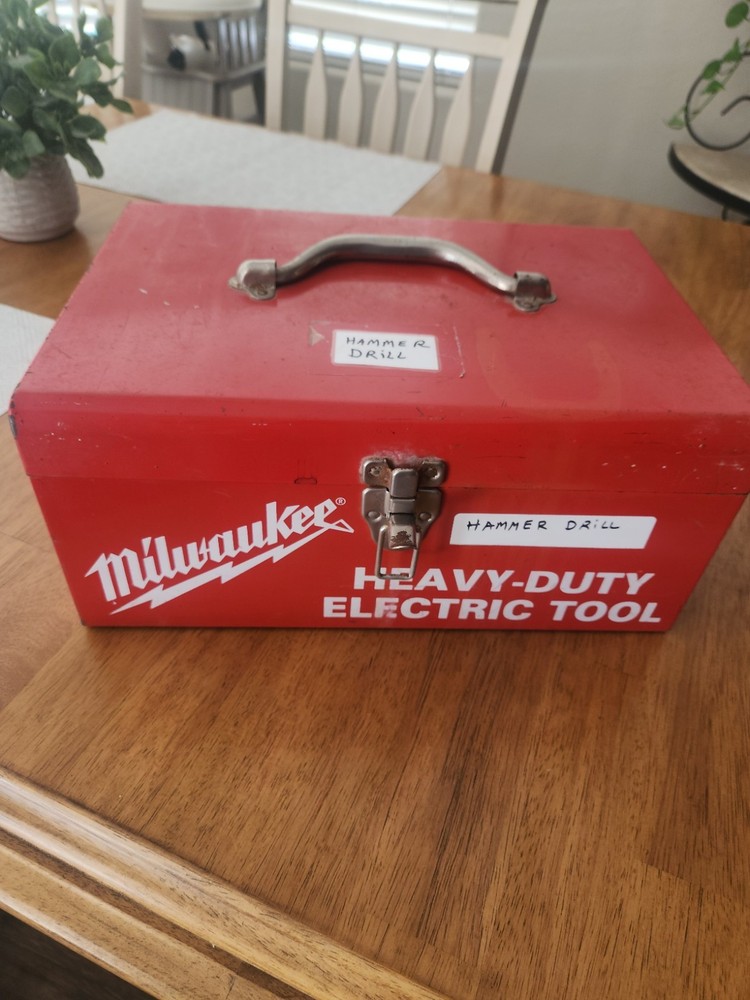 HAMMER
DRILL
Milwaukee®
HAMMER DRILL
HEAVY-DUTY
ELECTRIC TOOL